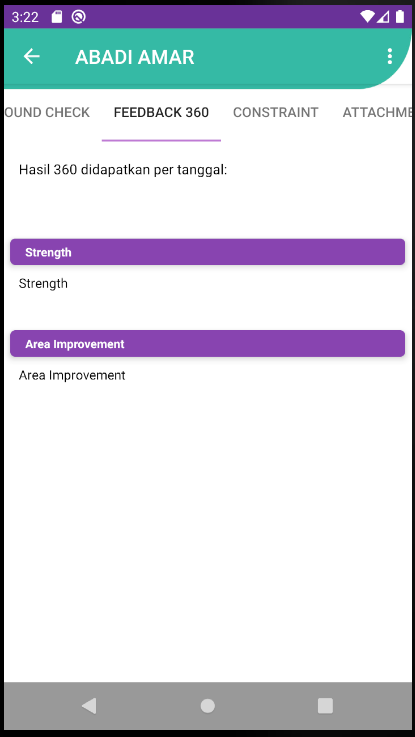 3:22
ABADI AMAR
OUND CHECK FEEDBACK 360 CONSTRAINT ATTACHME
Hasil 360 didapatkan per tanggal:
Strength
Strength
Area Improvement
Area Improvement